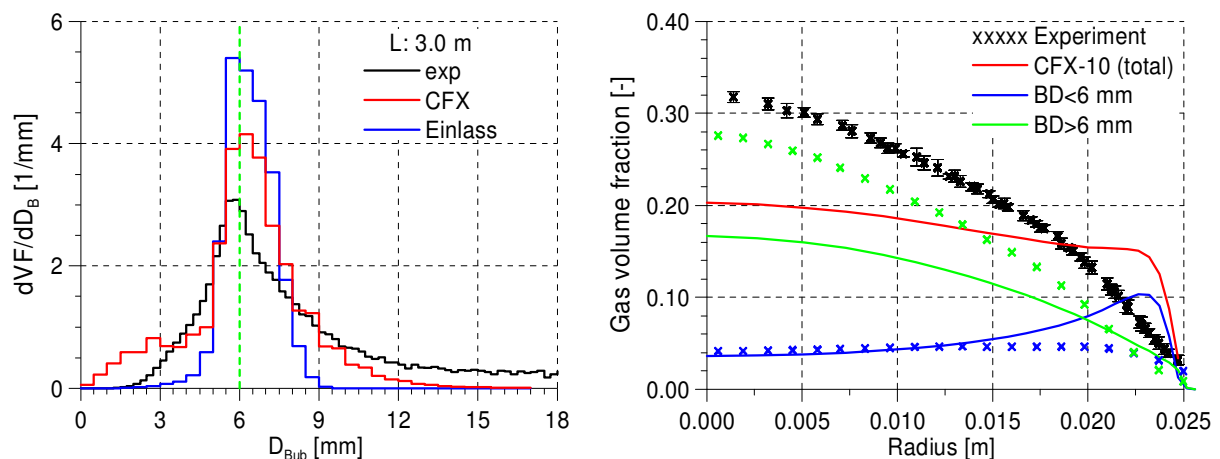 L: 3.0 m
exp
CFX
Einlass
dVF/dD_B [1/mm]
6
4
2
0
0 3 6 9 12 15 18
D_Bub [mm]
xxxxx Experiment
CFX-10 (total)
BD<6 mm
BD>6 mm
Gas volume fraction [-]
0.40
0.30
0.20
0.10
0.00
0.000 0.005 0.010 0.015 0.020 0.025
Radius [m]